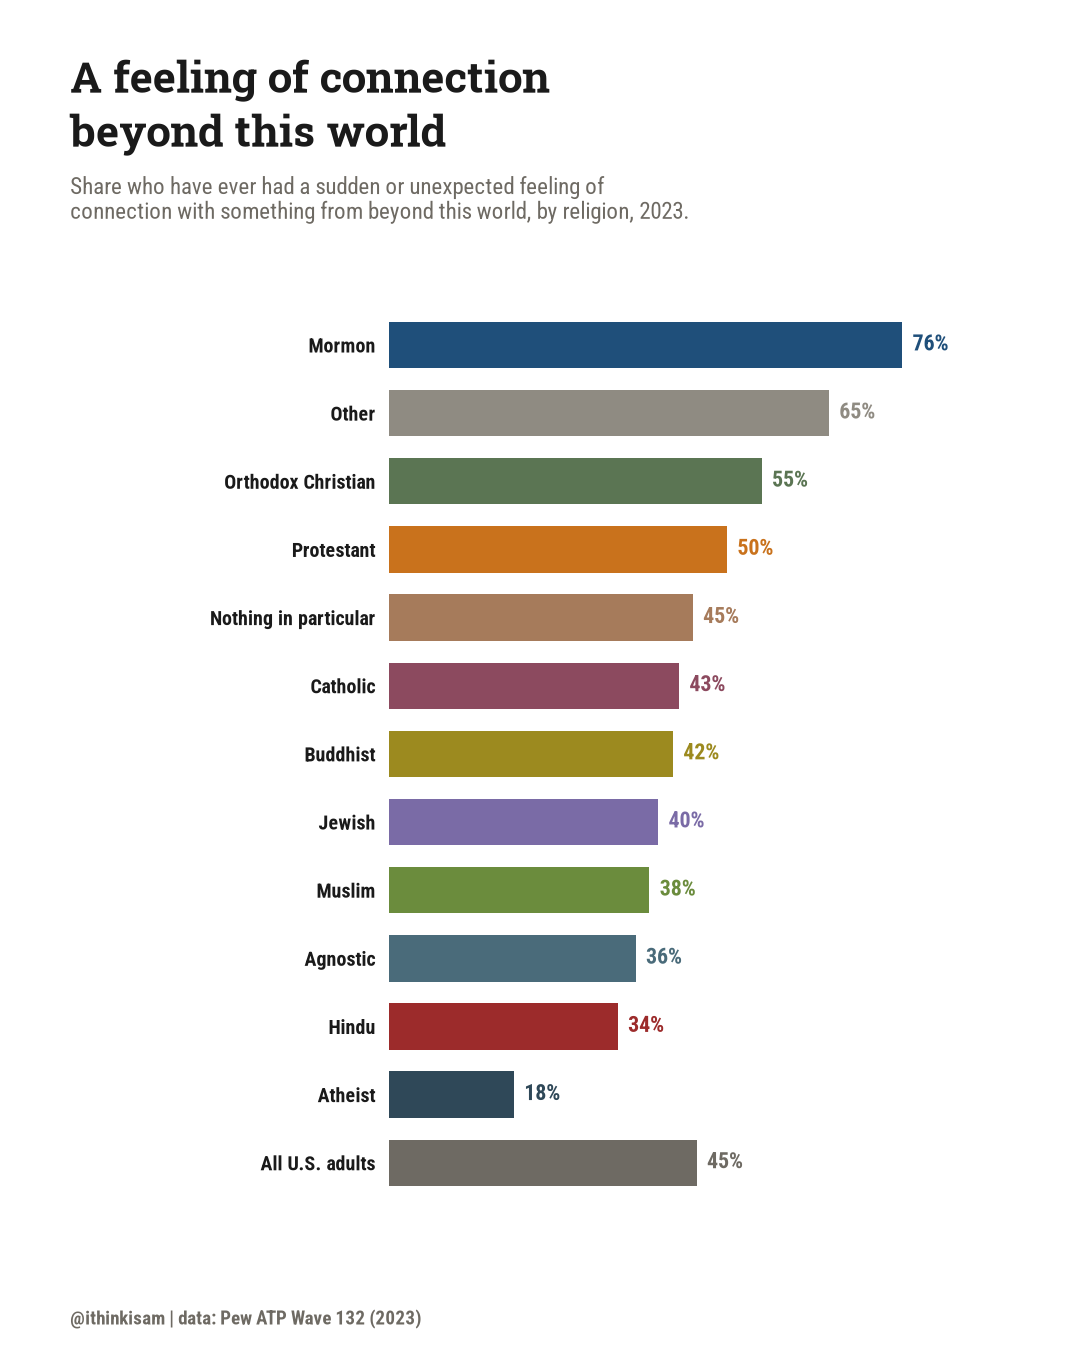 A feeling of connection
beyond this world
Share who have ever had a sudden or unexpected feeling of
connection with something from beyond this world, by religion, 2023.
Mormon 76%
Other 65%
Orthodox Christian 55%
Protestant 50%
Nothing in particular 45%
Catholic 43%
Buddhist 42%
Jewish 40%
Muslim 38%
Agnostic 36%
Hindu 34%
Atheist 18%
All U.S. adults 45%
@ithinkisam | data: Pew ATP Wave 132 (2023)